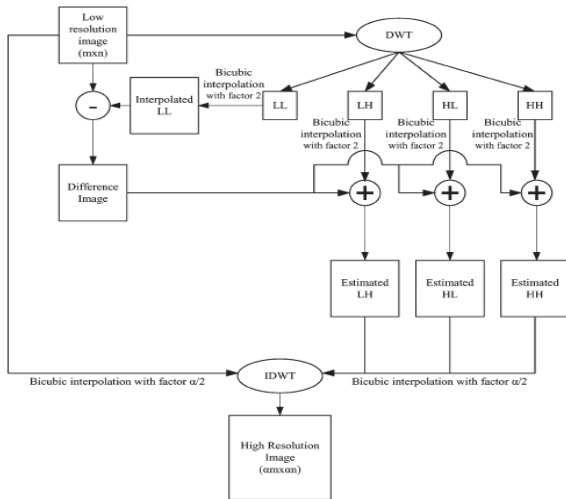 Low
resolution
image
(mxn)
DWT
Bicubic
interpolation
with factor 2
Interpolated
LL
LL
LH
HL
HH
-
Bicubic
interpolation
with factor 2
Bicubic
interpolation
with factor 2
Bicubic
interpolation
with factor 2
Difference
Image
+
+
+
Estimated
LH
Estimated
HL
Estimated
HH
Bicubic interpolation with factor α/2
IDWT
Bicubic interpolation with factor α/2
High Resolution
Image
(αmxαn)